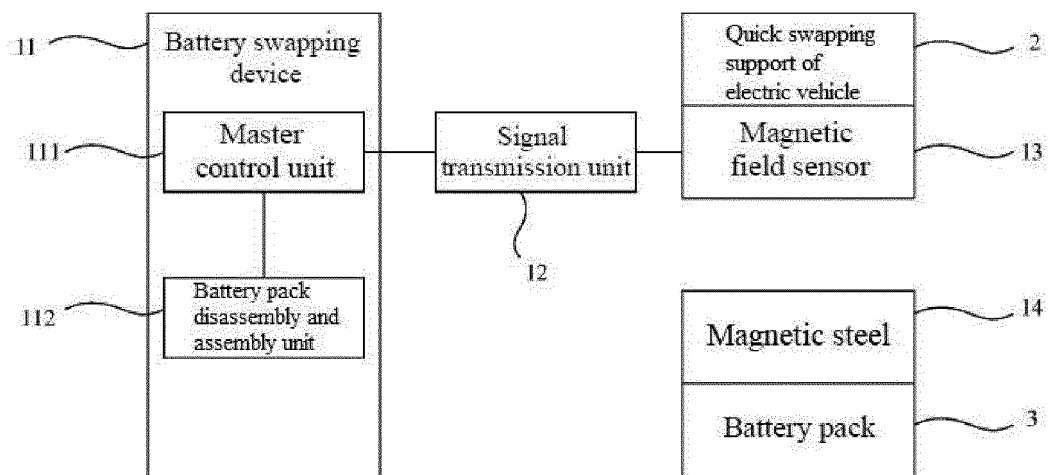 11
Battery swapping
device
111
Master
control unit
112
Battery pack
disassembly and
assembly unit
Signal
transmission unit
12
Quick swapping
support of
electric vehicle
2
Magnetic
field sensor
13
Magnetic steel
14
Battery pack
3